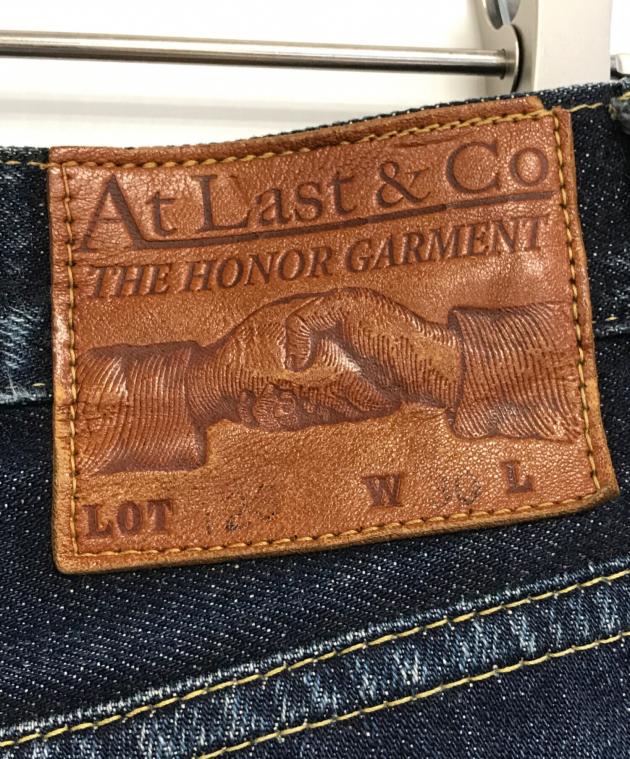 At Last & Co
THE HONOR GARMENT
LOT W L